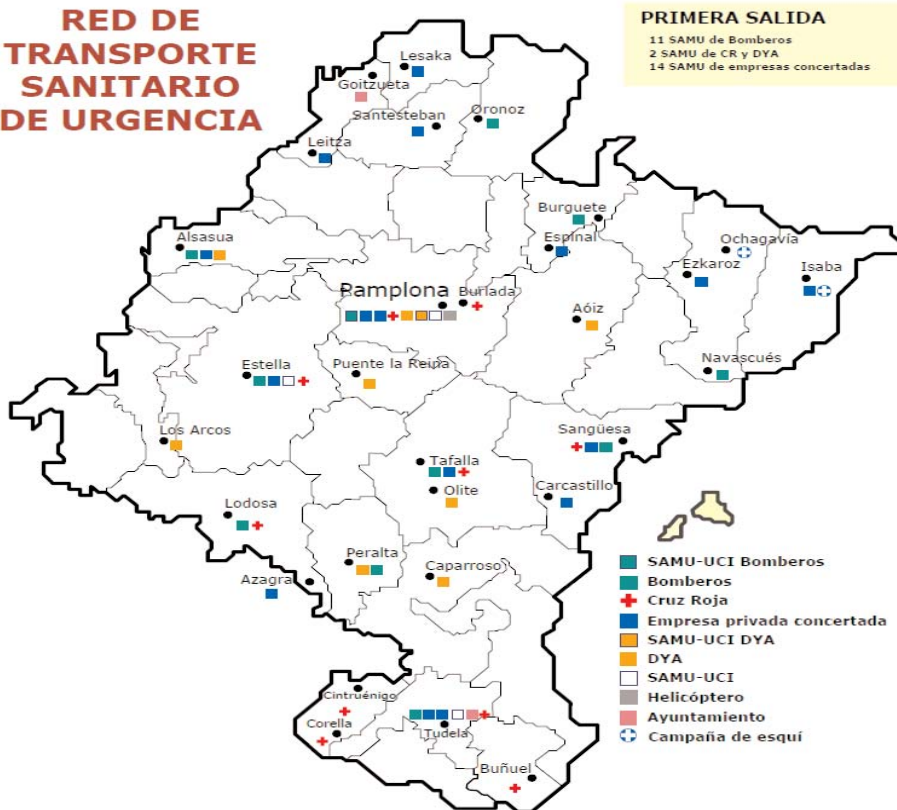 RED DE
TRANSPORTE
SANITARIO
DE URGENCIA
PRIMERA SALIDA
11 SAMU de Bomberos
2 SAMU de CR y DYA
14 SAMU de empresas concertadas
Lesaka
Goitzueta
Santesteban
Oronoz
Leitza
Burguete
Alsasua
Espinal
Ochagavía
Ezkaroz
Isaba
Pamplona
Burlada
Aóiz
Estella
Puente la Reina
Navascués
Los Arcos
Sangüesa
Tafalla
Olite
Carcastillo
Lodosa
Peralta
Caparroso
Azagra
Cintruénigo
Corella
Tudela
Buñuel
SAMU-UCI Bomberos
Bomberos
Cruz Roja
Empresa privada concertada
SAMU-UCI DYA
DYA
SAMU-UCI
Helicóptero
Ayuntamiento
Campaña de esquí